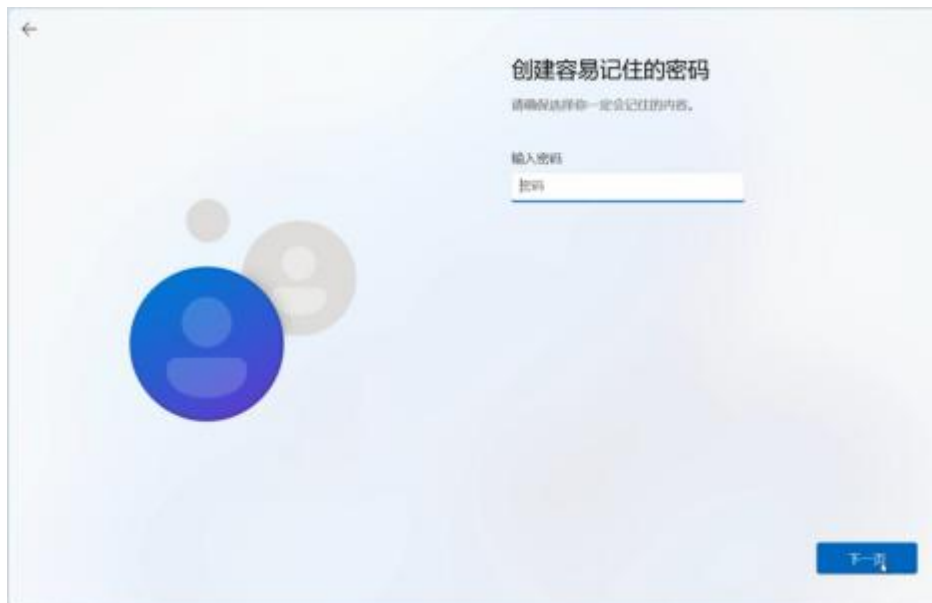 创建容易记住的密码
请确保选择你一定会记住的内容。
输入密码
密码
下一页